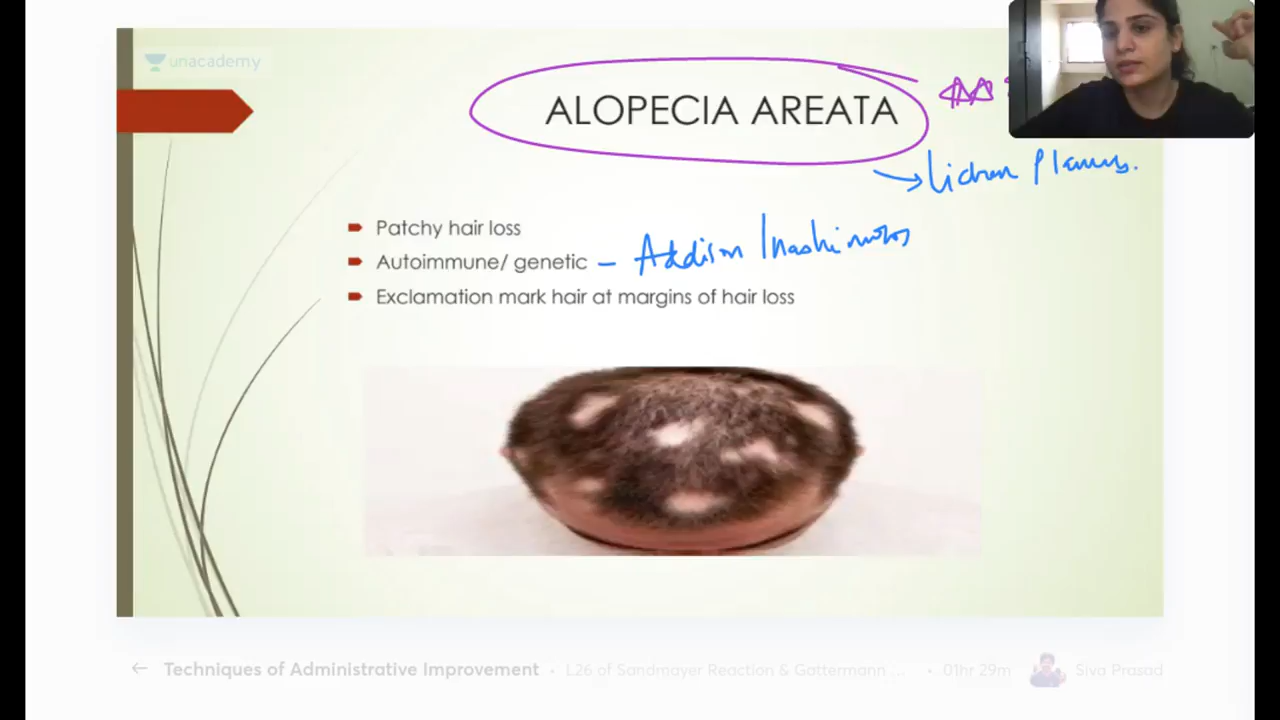 unacademy
ALOPECIA AREATA
Lichen Planus.
Patchy hair loss
Autoimmune/ genetic – Addison / hashimotos
Exclamation mark hair at margins of hair loss
← Techniques of Administrative Improvement • L26 of Sandmayer Reaction & Gattermann ... • 01hr 29m Siva Prasad